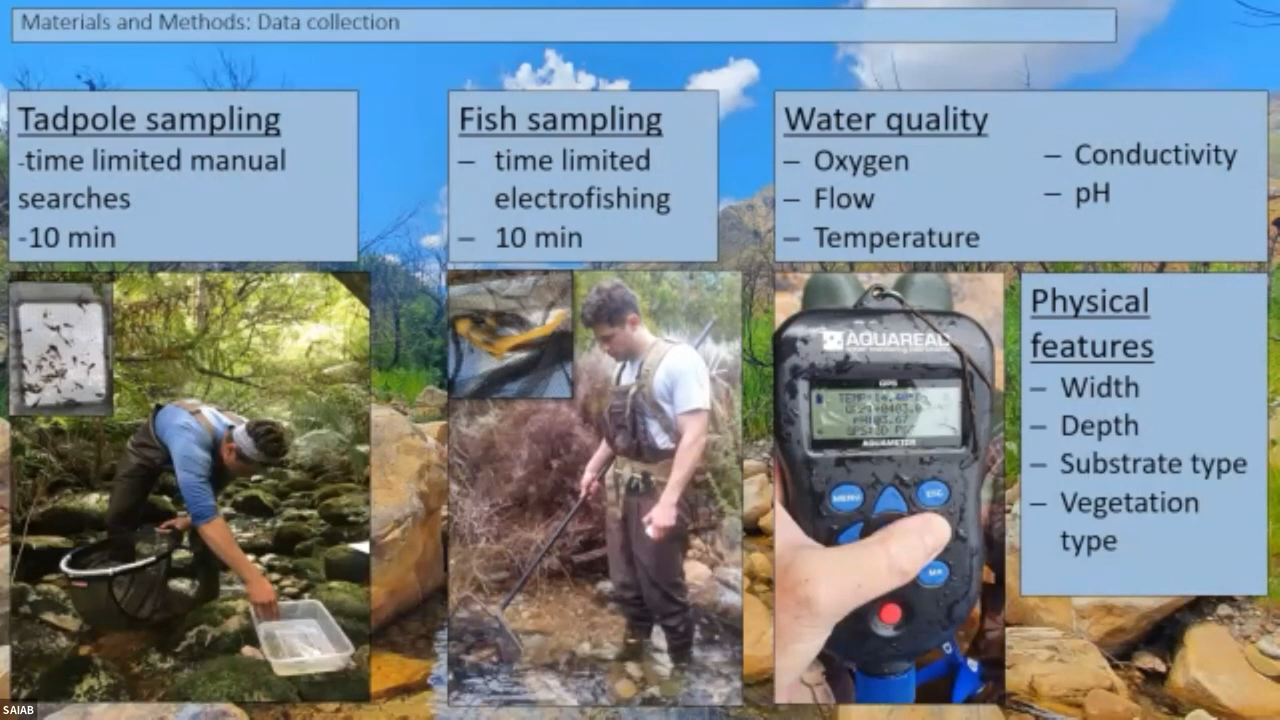 Materials and Methods: Data collection
Tadpole sampling
-time limited manual
searches
-10 min
Fish sampling
– time limited
electrofishing
– 10 min
Water quality
– Oxygen
– Flow
– Temperature
– Conductivity
– pH
Physical
features
– Width
– Depth
– Substrate type
– Vegetation
type
AQUAREAD
GPS
AQUAMETER
MENU
ESC
SAIAB